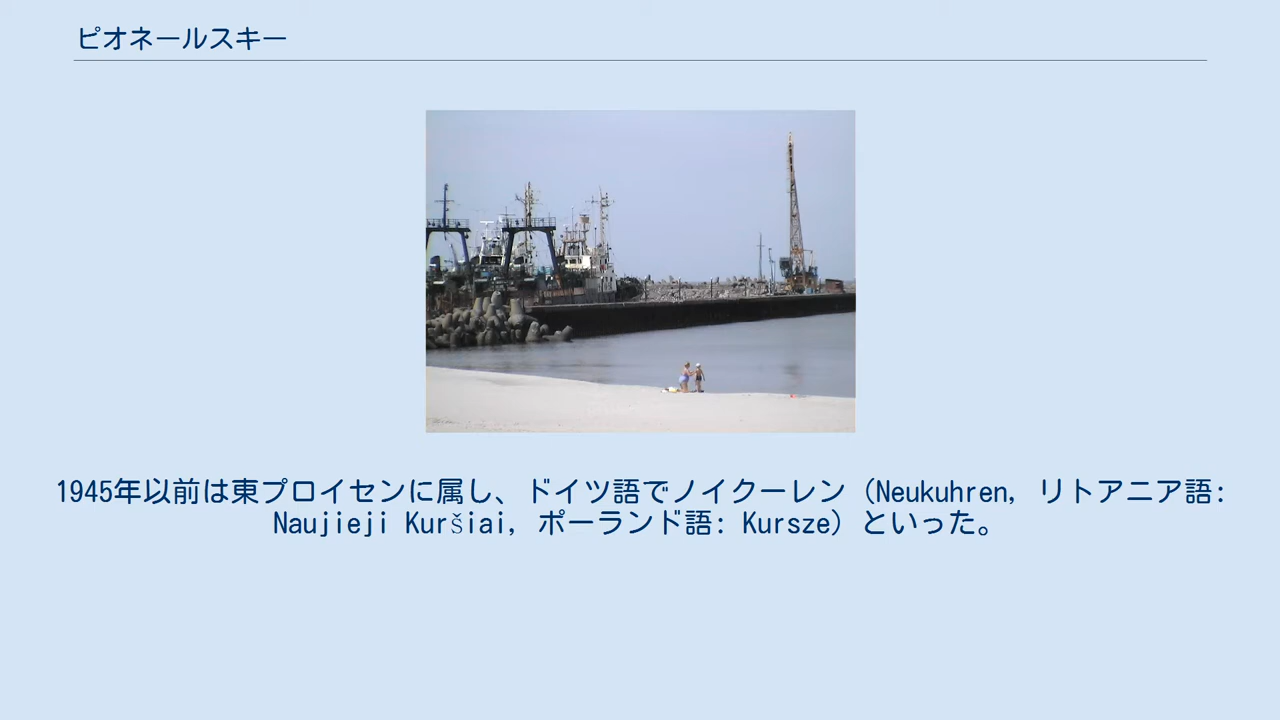 ピオネールスキー
1945年以前は東プロイセンに属し、ドイツ語でノイクーレン（Neukuhren, リトアニア語:
Naujieji Kuršiai, ポーランド語: Kursze）といった。